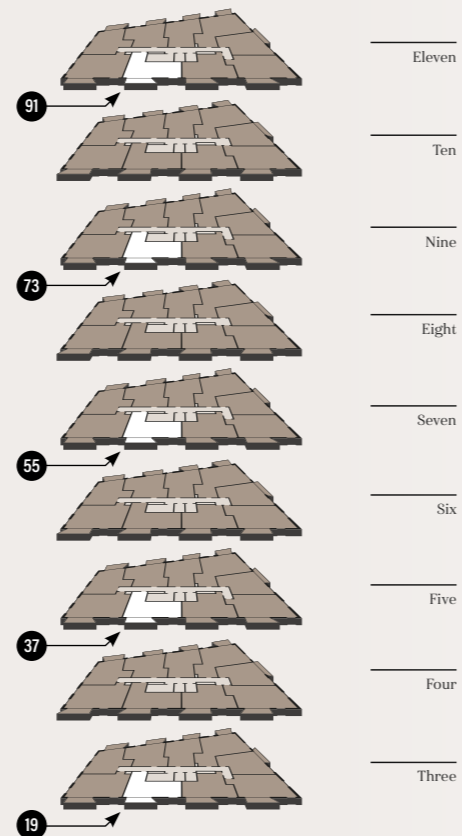 Eleven
91
Ten
Nine
73
Eight
Seven
55
Six
Five
37
Four
Three
19